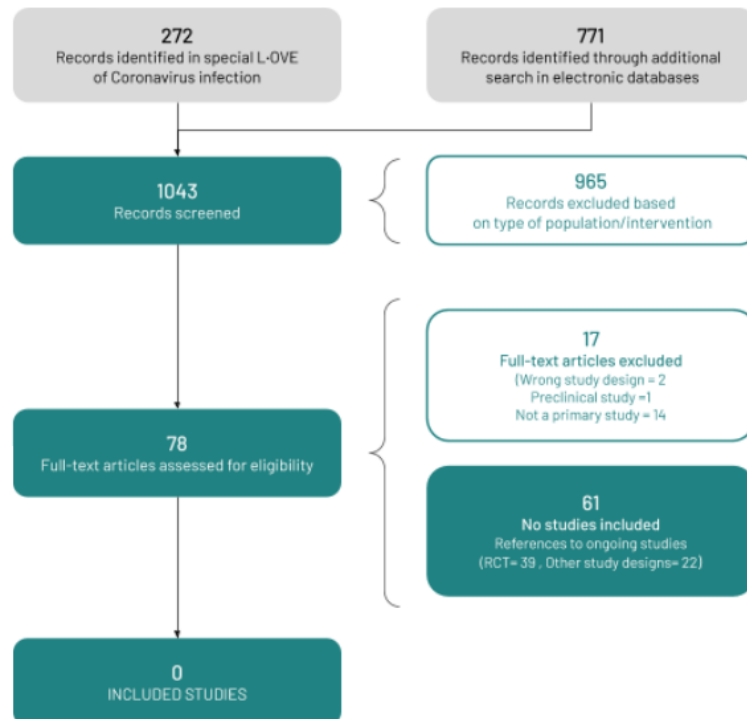 272
Records identified in special L·OVE
of Coronavirus infection
771
Records identified through additional
search in electronic databases
1043
Records screened
965
Records excluded based
on type of population/intervention
17
Full-text articles excluded
(Wrong study design = 2
Preclinical study =1
Not a primary study = 14
78
Full-text articles assessed for eligibility
61
No studies included
References to ongoing studies
(RCT= 39 , Other study designs= 22)
0
INCLUDED STUDIES